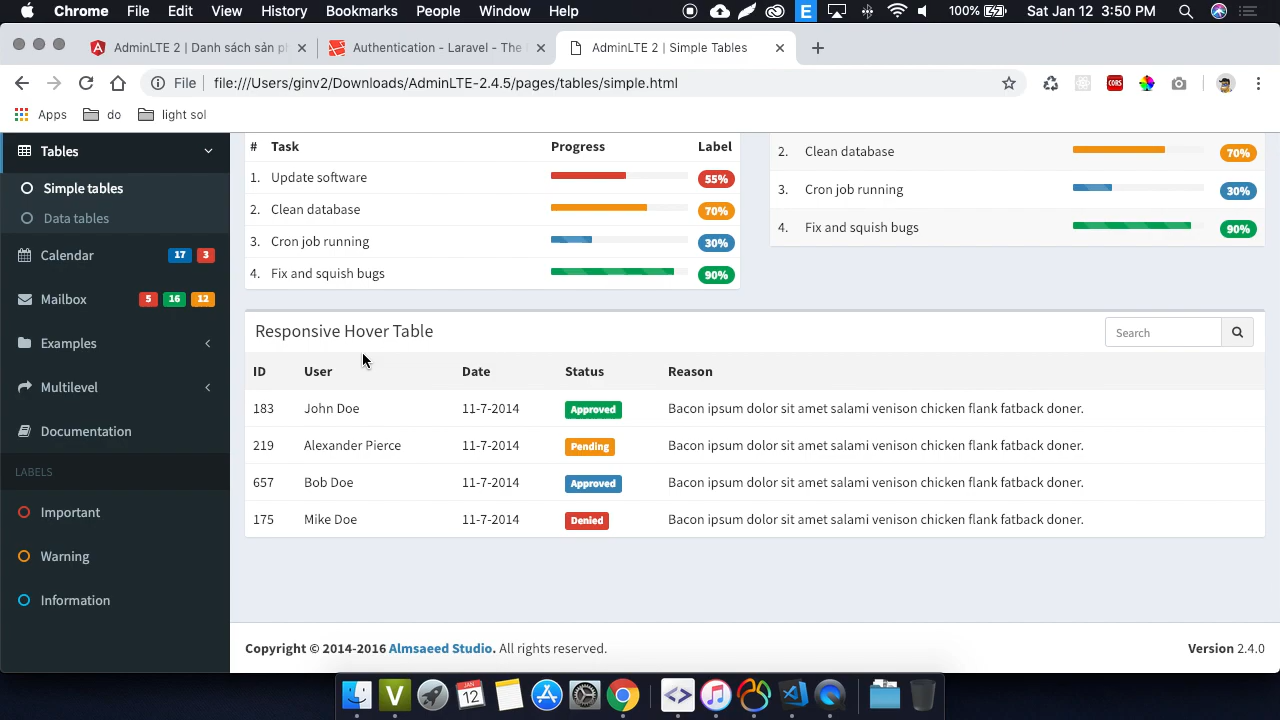 Chrome File Edit View History Bookmarks People Window Help 100% Sat Jan 12 3:50 PM
AdminLTE 2 | Danh sách sản p
Authentication - Laravel - The
AdminLTE 2 | Simple Tables
File file:///Users/ginv2/Downloads/AdminLTE-2.4.5/pages/tables/simple.html
Apps do light sol
Tables
Simple tables
Data tables
Calendar 17 3
Mailbox 5 16 12
Examples
Multilevel
Documentation
LABELS
Important
Warning
Information
# Task Progress Label
1. Update software 55%
2. Clean database 70%
3. Cron job running 30%
4. Fix and squish bugs 90%
2. Clean database 70%
3. Cron job running 30%
4. Fix and squish bugs 90%
Responsive Hover Table Search
ID User Date Status Reason
183 John Doe 11-7-2014 Approved Bacon ipsum dolor sit amet salami venison chicken flank fatback doner.
219 Alexander Pierce 11-7-2014 Pending Bacon ipsum dolor sit amet salami venison chicken flank fatback doner.
657 Bob Doe 11-7-2014 Approved Bacon ipsum dolor sit amet salami venison chicken flank fatback doner.
175 Mike Doe 11-7-2014 Denied Bacon ipsum dolor sit amet salami venison chicken flank fatback doner.
Copyright © 2014-2016 Almsaeed Studio. All rights reserved. Version 2.4.0